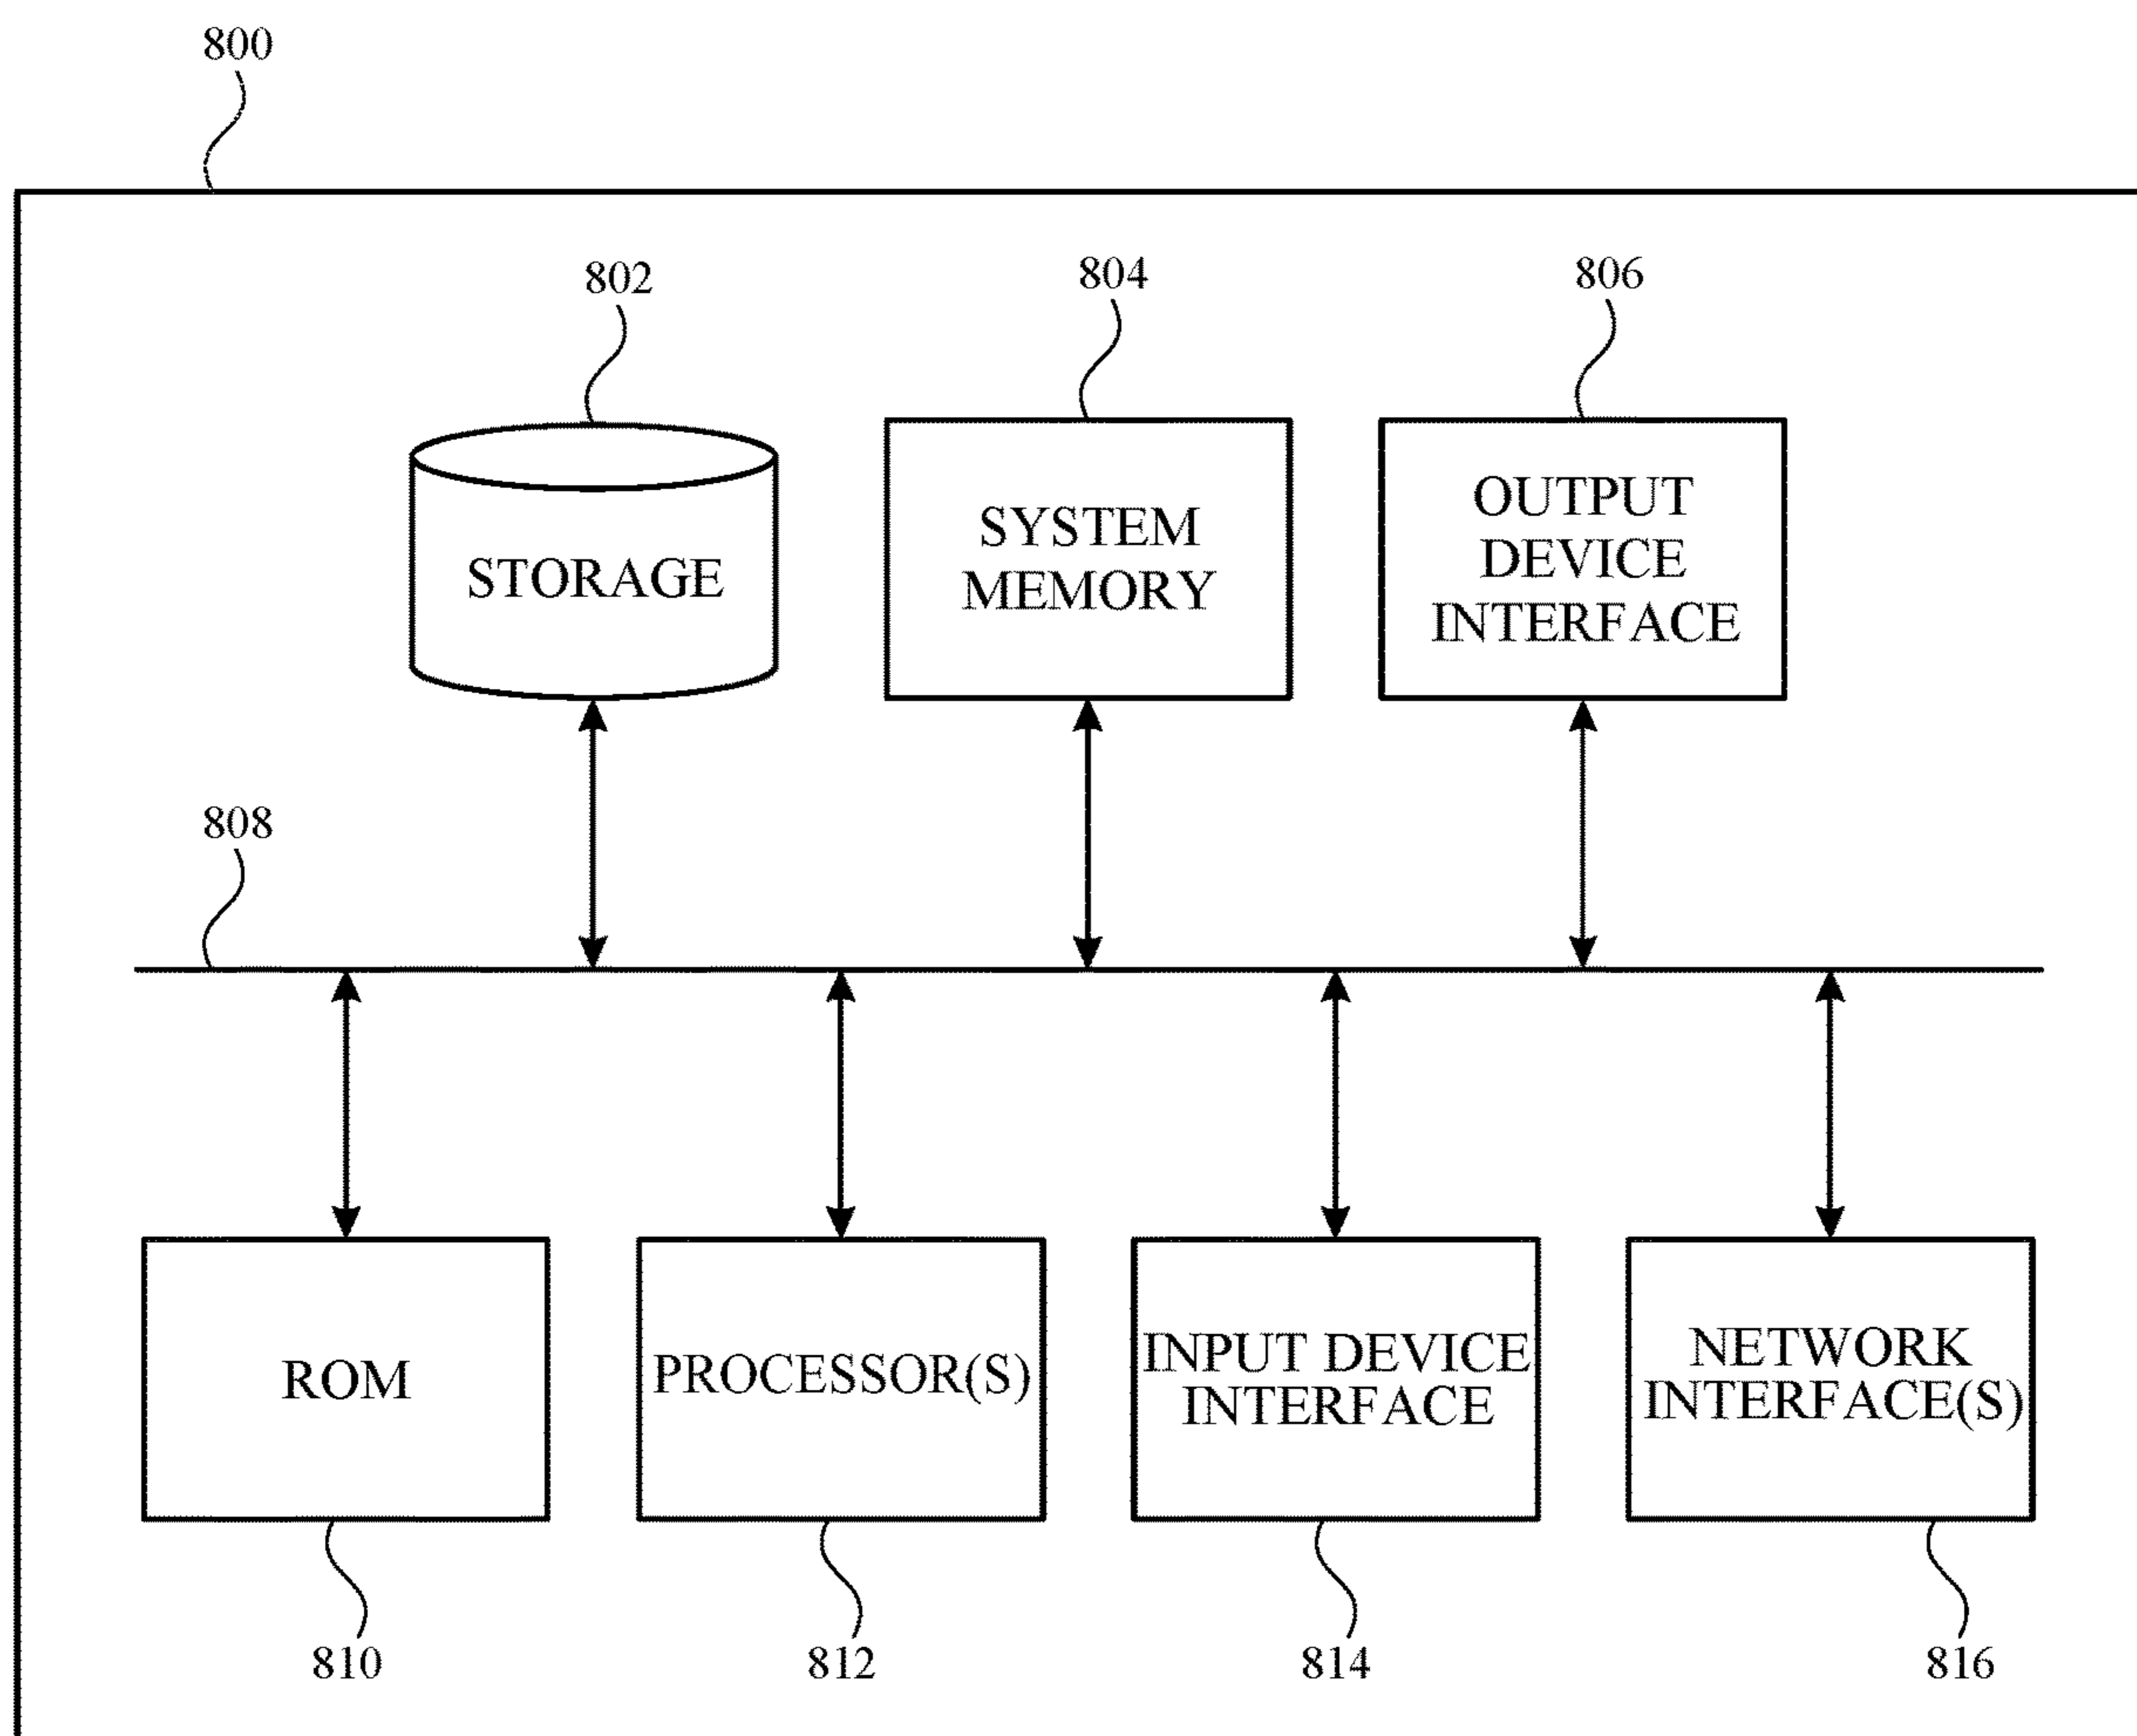 800
802
804
806
STORAGE
SYSTEM
MEMORY
OUTPUT
DEVICE
INTERFACE
808
ROM
PROCESSOR(S)
INPUT DEVICE
INTERFACE
NETWORK
INTERFACE(S)
810
812
814
816